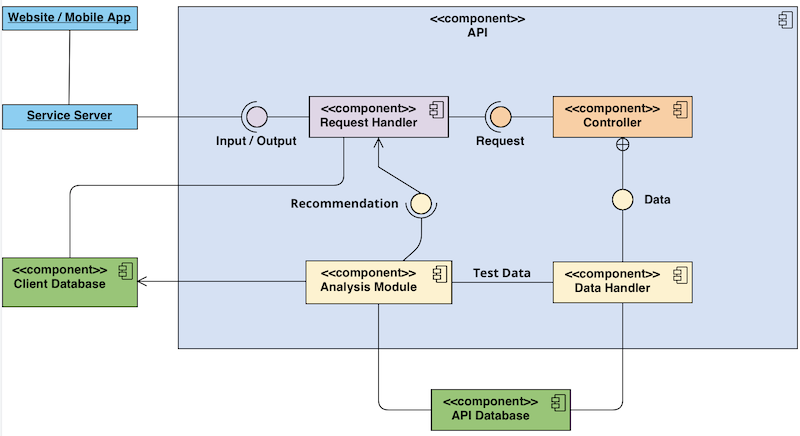 Website / Mobile App
<<component>>
API
Service Server
<<component>>
Request Handler
<<component>>
Controller
Input / Output
Request
Recommendation
Data
<<component>>
Client Database
<<component>>
Analysis Module
Test Data
<<component>>
Data Handler
<<component>>
API Database